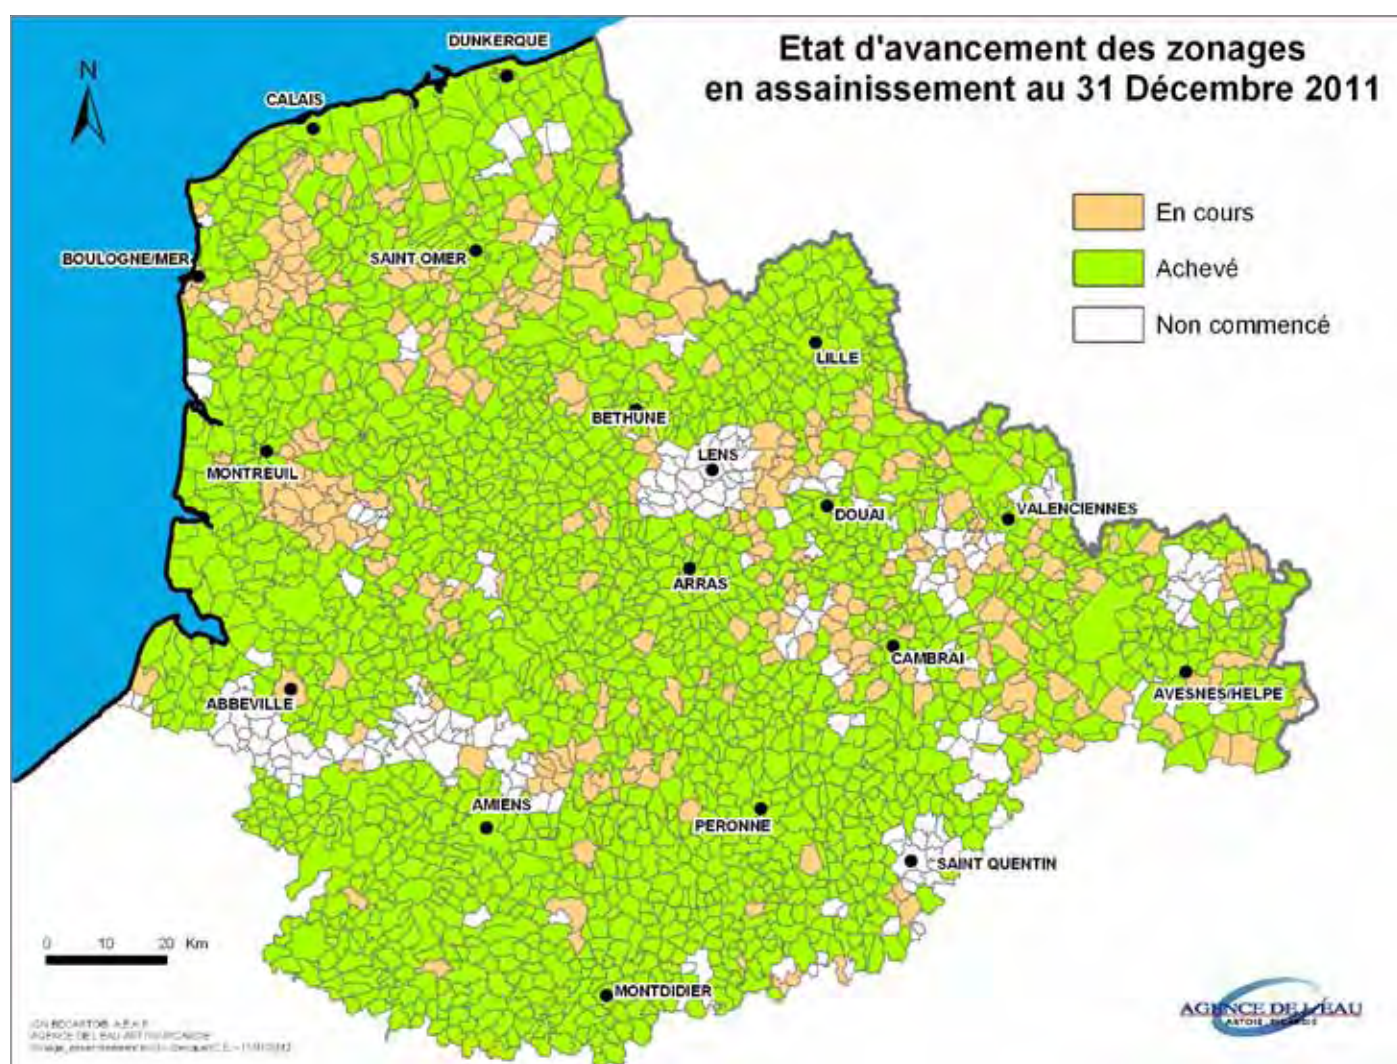 Etat d'avancement des zonages
en assainissement au 31 Décembre 2011
N
DUNKERQUE
CALAIS
En cours
Achevé
Non commencé
BOULOGNE/MER
SAINT OMER
LILLE
BETHUNE
LENS
MONTREUIL
DOUAI
VALENCIENNES
ARRAS
CAMBRAI
AVESNES/HELPE
ABBEVILLE
AMIENS
PERONNE
SAINT QUENTIN
MONTDIDIER
0 10 20 Km
AGENCE DE L'EAU
ARTOIS PICARDIE